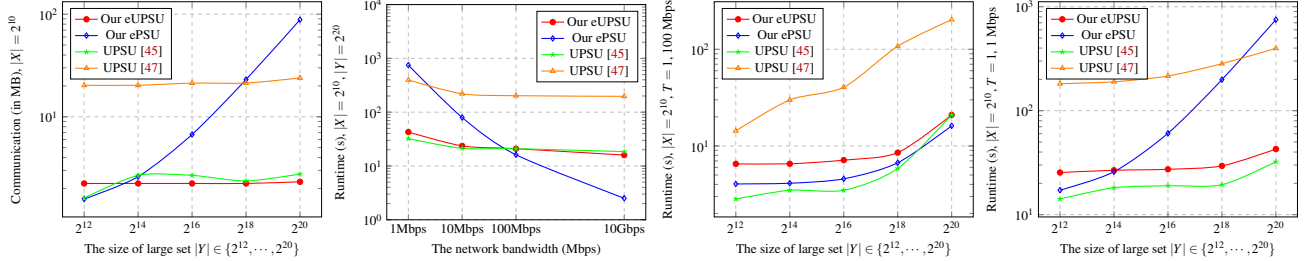 Communication (in MB), |X| = 2^10
10^2
10^1
Our eUPSU
Our ePSU
UPSU [45]
UPSU [47]
2^12 2^14 2^16 2^18 2^20
The size of large set |Y| ∈ {2^12, ⋯, 2^20}
Runtime (s), |X| = 2^10, |Y| = 2^20
10^4
10^3
10^2
10^1
10^0
Our eUPSU
Our ePSU
UPSU [45]
UPSU [47]
1Mbps 10Mbps 100Mbps 10Gbps
The network bandwidth (Mbps)
Runtime (s), |X| = 2^10, T = 1, 100 Mbps
10^2
10^1
Our eUPSU
Our ePSU
UPSU [45]
UPSU [47]
2^12 2^14 2^16 2^18 2^20
The size of large set |Y| ∈ {2^12, ⋯, 2^20}
Runtime (s), |X| = 2^10, T = 1, 1 Mbps
10^3
10^2
10^1
Our eUPSU
Our ePSU
UPSU [45]
UPSU [47]
2^12 2^14 2^16 2^18 2^20
The size of large set |Y| ∈ {2^12, ⋯, 2^20}